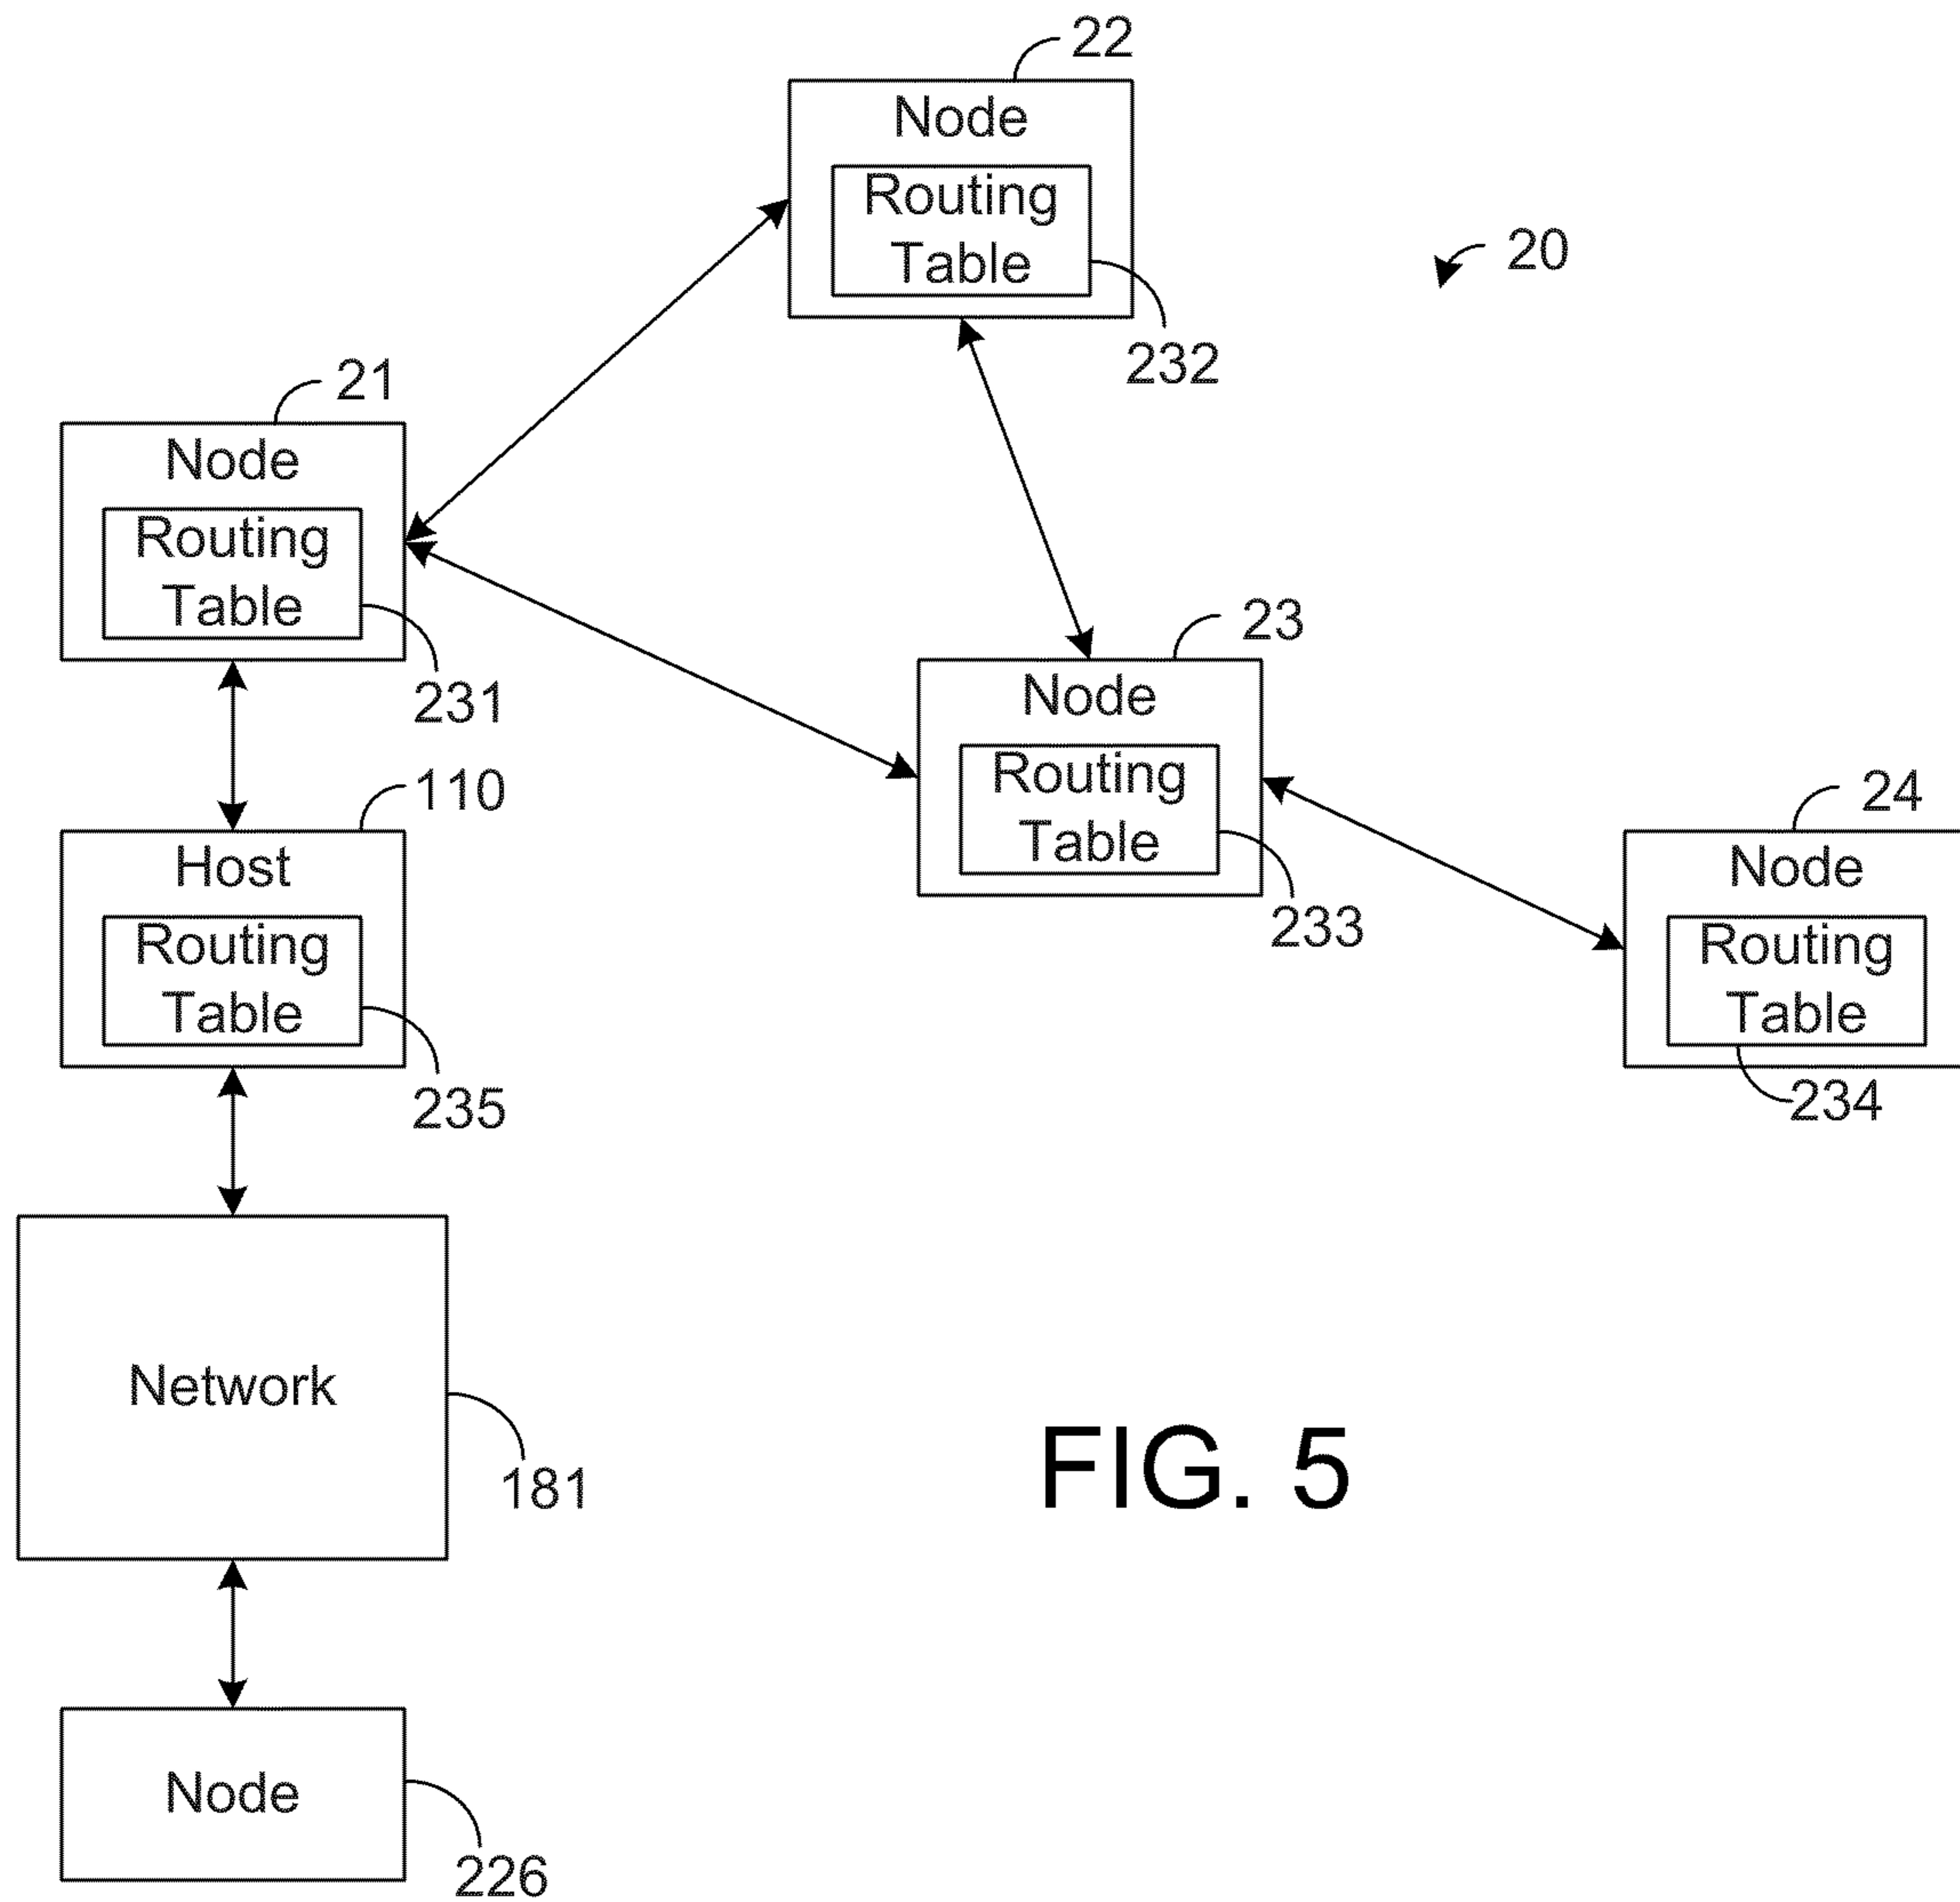 22
Node
Routing
Table
232
20
21
Node
Routing
Table
231
23
Node
Routing
Table
233
110
Host
Routing
Table
235
24
Node
Routing
Table
234
Network
181
FIG. 5
Node
226